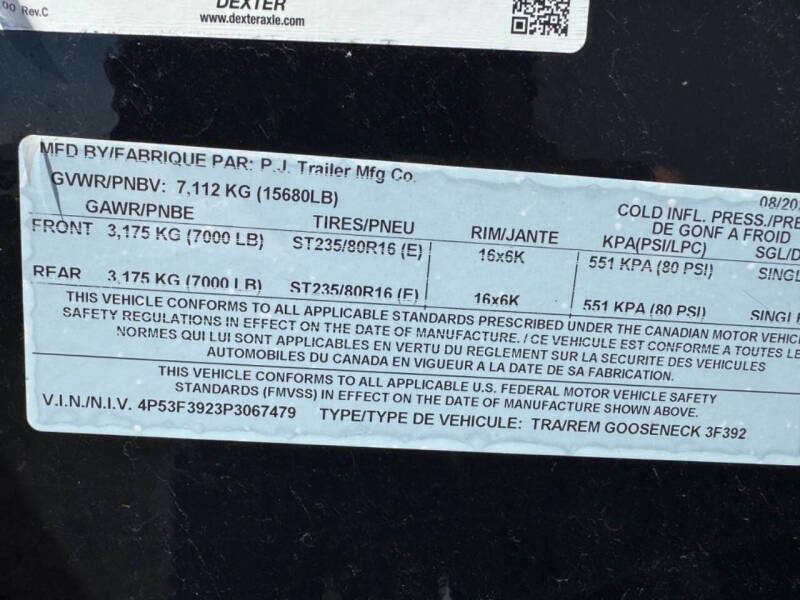 00 Rev.C
DEXTER
www.dexteraxle.com
MFD BY/FABRIQUE PAR: P.J. Trailer Mfg Co.
GVWR/PNBV: 7,112 KG (15680LB)
08/20
GAWR/PNBE TIRES/PNEU RIM/JANTE COLD INFL. PRESS./PRE
DE GONF A FROID
KPA(PSI/LPC) SGL/D
FRONT 3,175 KG (7000 LB) ST235/80R16 (E) 16x6K 551 KPA (80 PSI) SINGL
REAR 3,175 KG (7000 LB) ST235/80R16 (E) 16x6K 551 KPA (80 PSI) SINGLE
THIS VEHICLE CONFORMS TO ALL APPLICABLE STANDARDS PRESCRIBED UNDER THE CANADIAN MOTOR VEHIC
SAFETY REGULATIONS IN EFFECT ON THE DATE OF MANUFACTURE. / CE VEHICULE EST CONFORME A TOUTES LE
NORMES QUI LUI SONT APPLICABLES EN VERTU DU REGLEMENT SUR LA SECURITE DES VEHICULES
AUTOMOBILES DU CANADA EN VIGUEUR A LA DATE DE SA FABRICATION.
THIS VEHICLE CONFORMS TO ALL APPLICABLE U.S. FEDERAL MOTOR VEHICLE SAFETY
STANDARDS (FMVSS) IN EFFECT ON THE DATE OF MANUFACTURE SHOWN ABOVE.
V.I.N./N.I.V. 4P53F3923P3067479 TYPE/TYPE DE VEHICULE: TRA/REM GOOSENECK 3F392